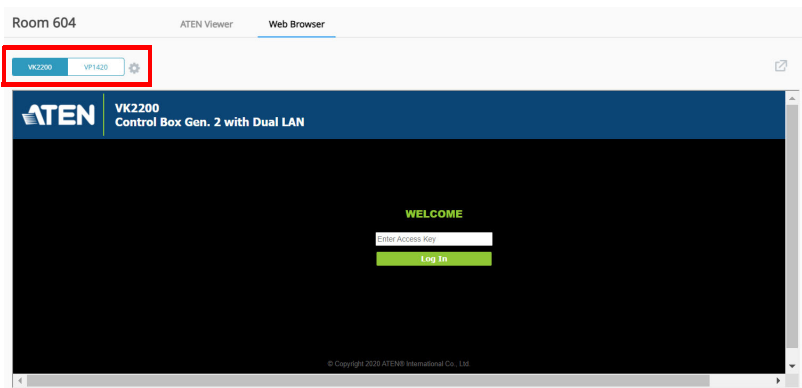 Room 604
ATEN Viewer
Web Browser
VK2200
VP1420
ATEN
VK2200
Control Box Gen. 2 with Dual LAN
WELCOME
Enter Access Key
Log In
© Copyright 2020 ATEN® International Co., Ltd.